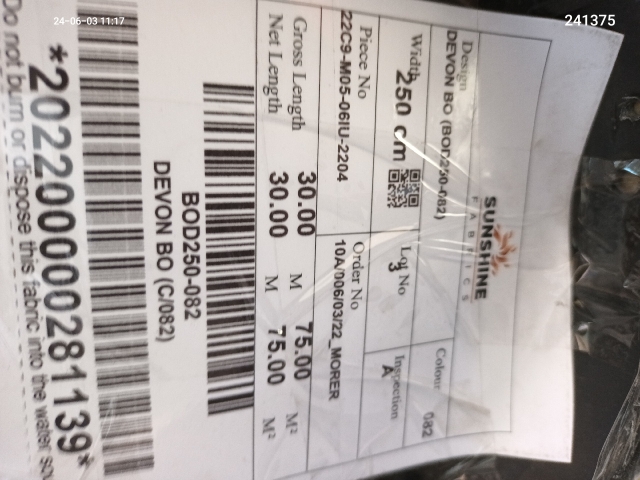 24-06-03 11:17
241375
SUNSHINE
FABRICS
Design
DEVON BO (BOD250-082)
Colour 082
Width 250 cm
Lot No
3
Inspection
A
Piece No
22C9-M05-06IU-2204
Order No
10A/006/03/22_MORER
Gross Length 30.00 M 75.00 M²
Net Length 30.00 M 75.00 M²
BOD250-082
DEVON BO (C/082)
*2022000000281139*
Do not burn or dispose this fabric into the water